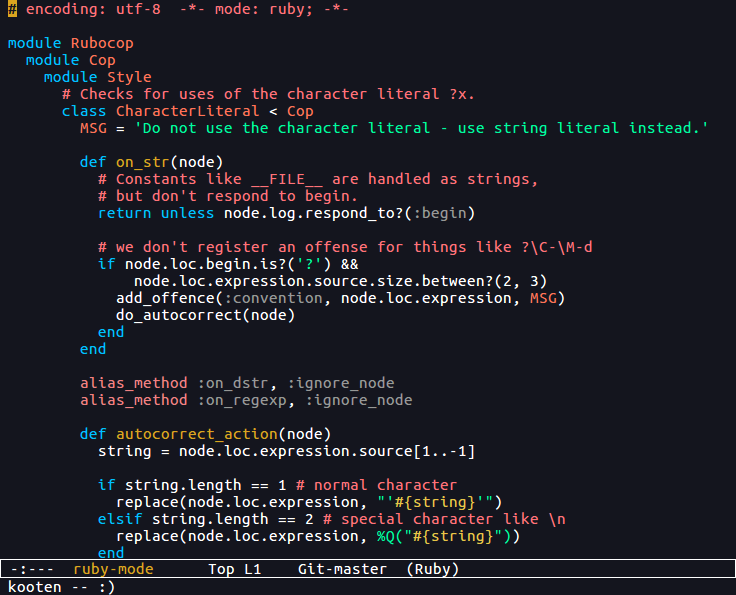 # encoding: utf-8  -*- mode: ruby; -*-

module Rubocop
  module Cop
    module Style
      # Checks for uses of the character literal ?x.
      class CharacterLiteral < Cop
        MSG = 'Do not use the character literal - use string literal instead.'

        def on_str(node)
          # Constants like __FILE__ are handled as strings,
          # but don't respond to begin.
          return unless node.log.respond_to?(:begin)

          # we don't register an offense for things like ?\C-\M-d
          if node.loc.begin.is?('?') &&
              node.loc.expression.source.size.between?(2, 3)
            add_offence(:convention, node.loc.expression, MSG)
            do_autocorrect(node)
          end
        end

        alias_method :on_dstr, :ignore_node
        alias_method :on_regexp, :ignore_node

        def autocorrect_action(node)
          string = node.loc.expression.source[1..-1]

          if string.length == 1 # normal character
            replace(node.loc.expression, "'#{string}'")
          elsif string.length == 2 # special character like \n
            replace(node.loc.expression, %Q("#{string}"))
          end
-:---  ruby-mode      Top L1    Git-master  (Ruby)
kooten -- :)